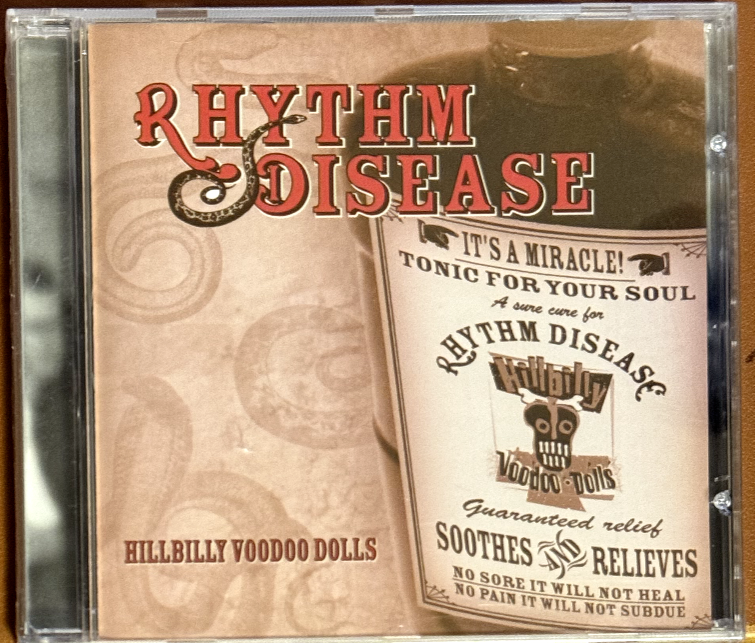 RHYTHM
DISEASE
IT'S A MIRACLE!
TONIC FOR YOUR SOUL
A sure cure for
RHYTHM DISEASE
Hillbilly
Voodoo-Dolls
Guaranteed relief
SOOTHES AND RELIEVES
NO SORE IT WILL NOT HEAL
NO PAIN IT WILL NOT SUBDUE
HILLBILLY VOODOO DOLLS